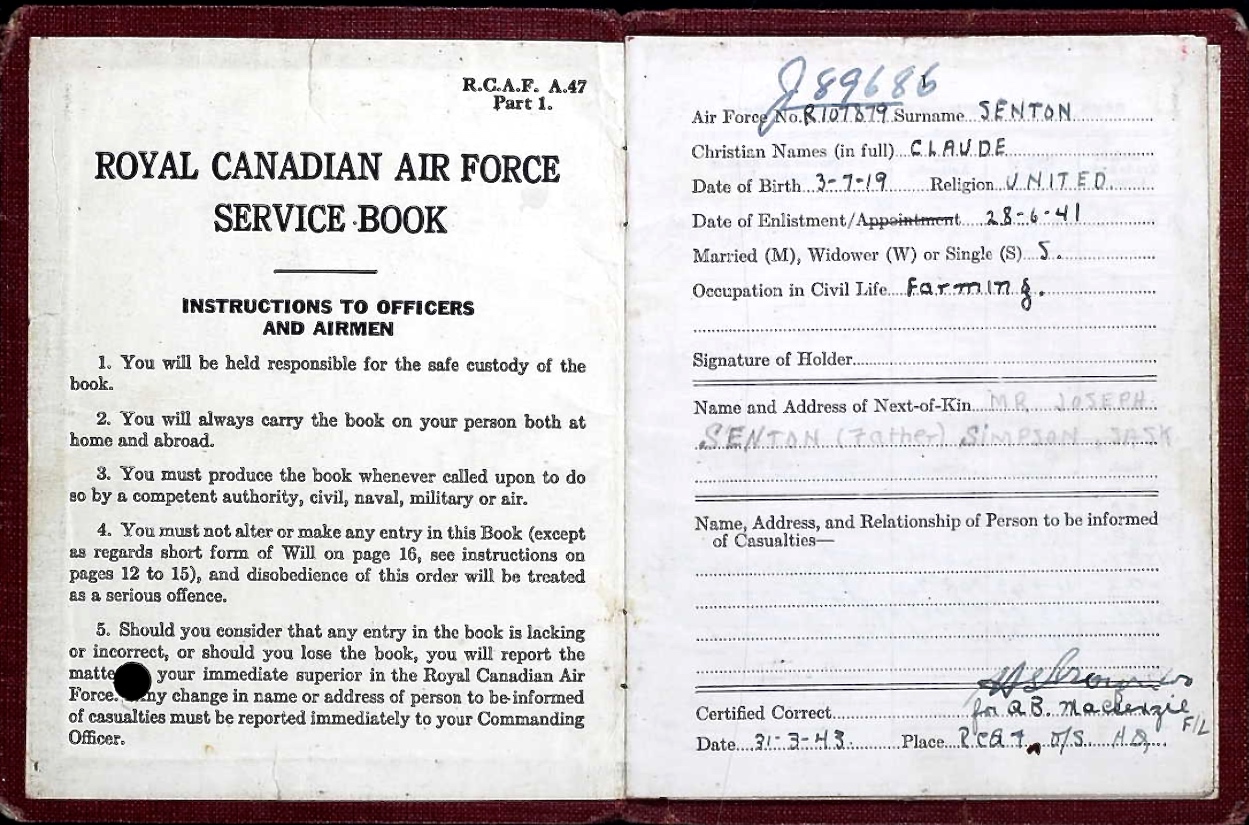 R.C.A.F. A.47
Part 1.
ROYAL CANADIAN AIR FORCE
SERVICE BOOK
INSTRUCTIONS TO OFFICERS
AND AIRMEN
1. You will be held responsible for the safe custody of the
book.
2. You will always carry the book on your person both at
home and abroad.
3. You must produce the book whenever called upon to do
so by a competent authority, civil, naval, military or air.
4. You must not alter or make any entry in this Book (except
as regards short form of Will on page 16, see instructions on
pages 12 to 15), and disobedience of this order will be treated
as a serious offence.
5. Should you consider that any entry in the book is lacking
or incorrect, or should you lose the book, you will report the
matte your immediate superior in the Royal Canadian Air
Force. ny change in name or address of person to be informed
of casualties must be reported immediately to your Commanding
Officer.
J89686
Air Force No. R107879 Surname SENTON
Christian Names (in full) CLAUDE
Date of Birth 3-7-19 Religion UNITED.
Date of Enlistment/Appointment 28-6-41
Married (M), Widower (W) or Single (S) S.
Occupation in Civil Life Farming.
Signature of Holder
Name and Address of Next-of-Kin MR JOSEPH
SENTON (Father) SIMPSON, SASK
Name, Address, and Relationship of Person to be informed
of Casualties—
Certified Correct for A.B. Mackenzie
F/L
Date 31-3-43. Place RCAF O/S HQ